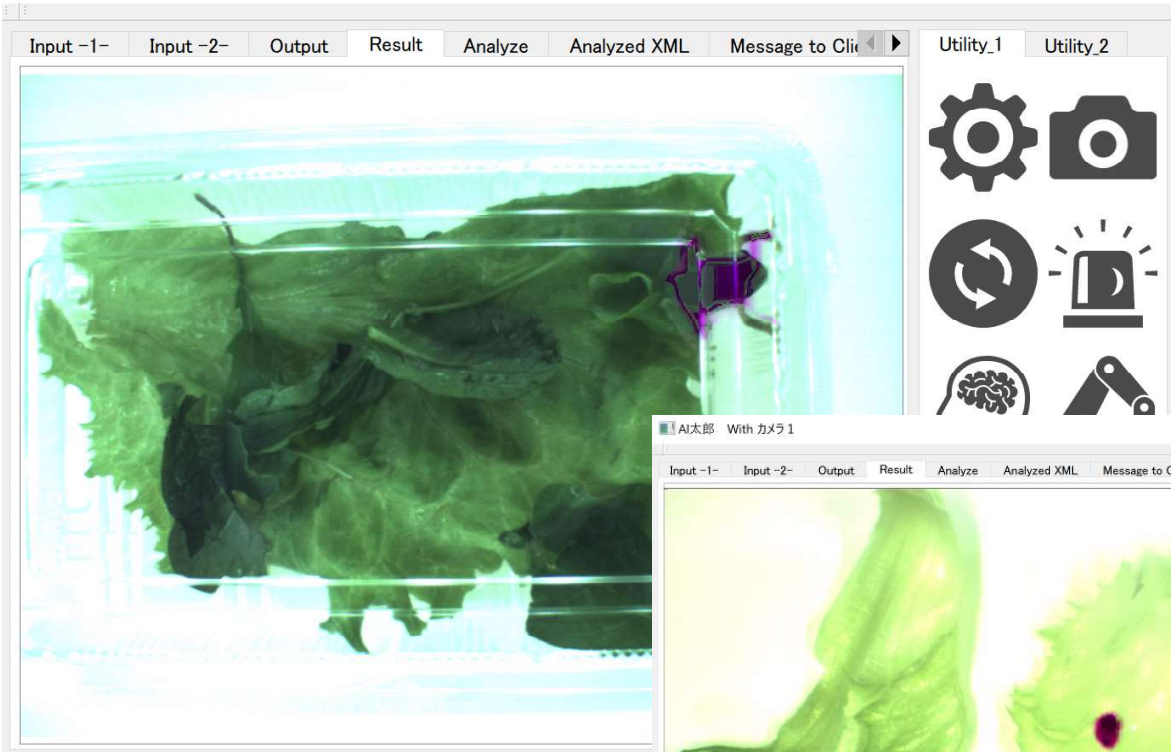 Input -1- Input -2- Output Result Analyze Analyzed XML Message to Clie Utility_1 Utility_2
AI太郎 With カメラ1
Input -1- Input -2- Output Result Analyze Analyzed XML Message to C